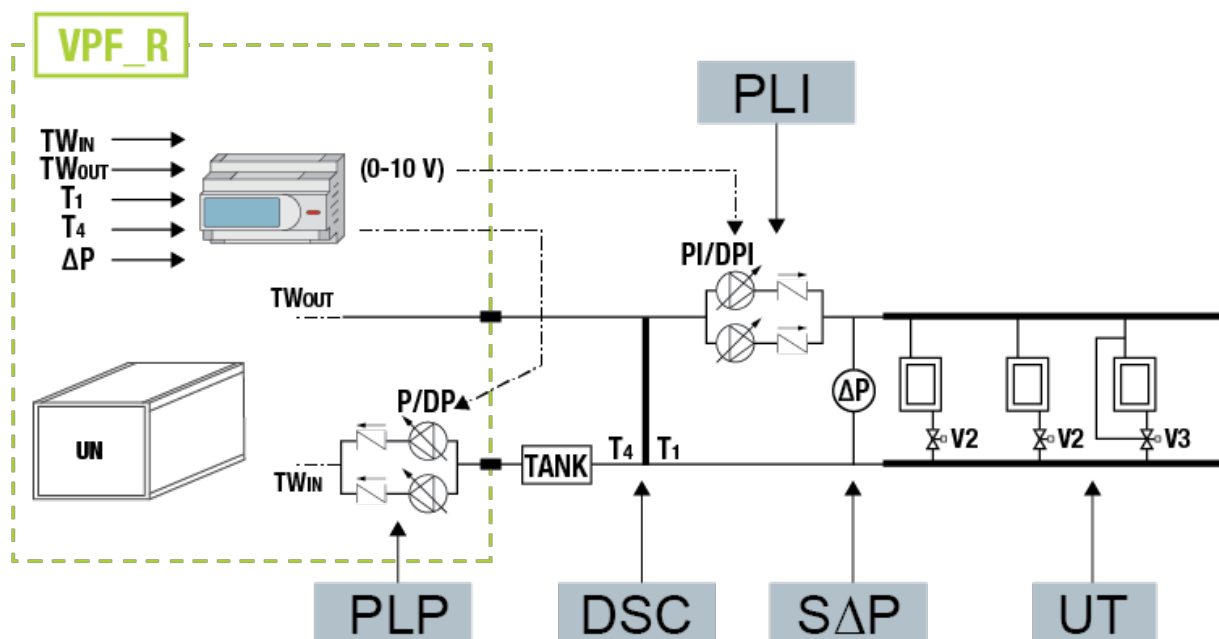 VPF_R
PLI
TWIN
TWOUT
T1
T4
ΔP
(0-10 V)
PI/DPI
TWOUT
ΔP
P/DP
UN
TWIN
TANK
T4
T1
V2
V2
V3
PLP
DSC
SΔP
UT